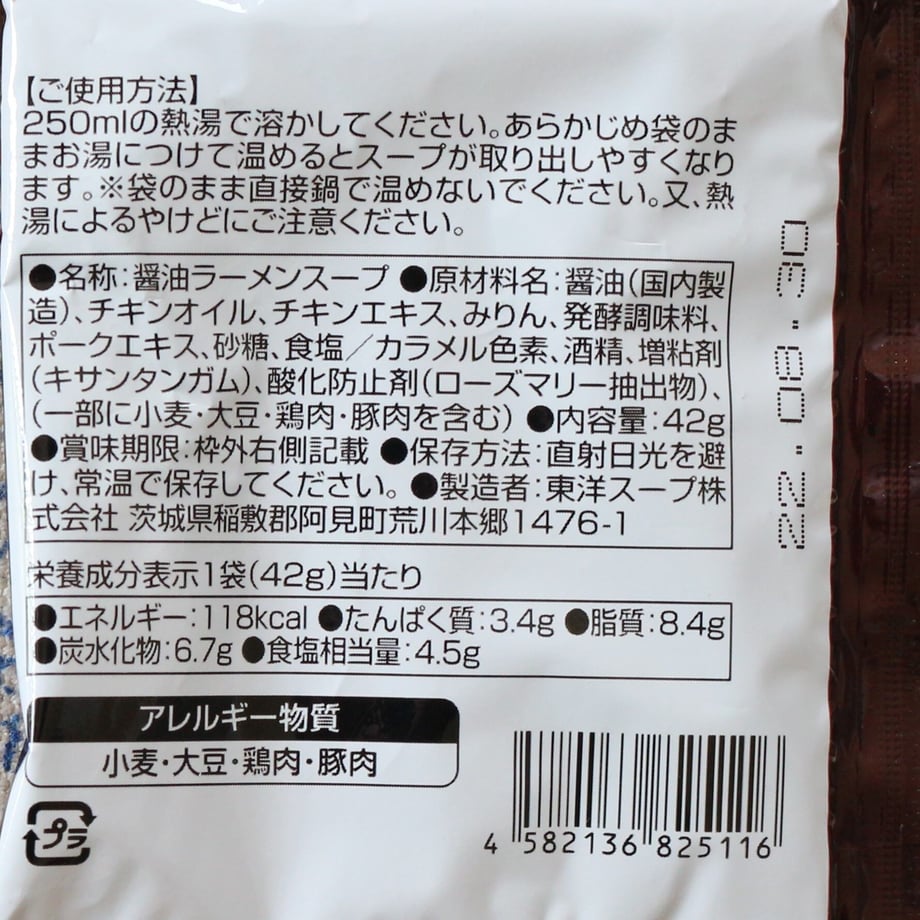 【ご使用方法】
250mlの熱湯で溶かしてください。あらかじめ袋のま
まお湯につけて温めるとスープが取り出しやすくなり
ます。※袋のまま直接鍋で温めないでください。又、熱
湯によるやけどにご注意ください。
●名称：醤油ラーメンスープ ●原材料名：醤油（国内製
造）、チキンオイル、チキンエキス、みりん、発酵調味料、
ポークエキス、砂糖、食塩／カラメル色素、酒精、増粘剤
（キサンタンガム）、酸化防止剤（ローズマリー抽出物）、
（一部に小麦・大豆・鶏肉・豚肉を含む） ●内容量：42g
●賞味期限：枠外右側記載 ●保存方法：直射日光を避
け、常温で保存してください。 ●製造者：東洋スープ株
式会社 茨城県稲敷郡阿見町荒川本郷1476-1
栄養成分表示1袋（42g）当たり
●エネルギー：118kcal ●たんぱく質：3.4g ●脂質：8.4g
●炭水化物：6.7g ●食塩相当量：4.5g
アレルギー物質
小麦・大豆・鶏肉・豚肉
プラ
4 582136 825116
22.08.30